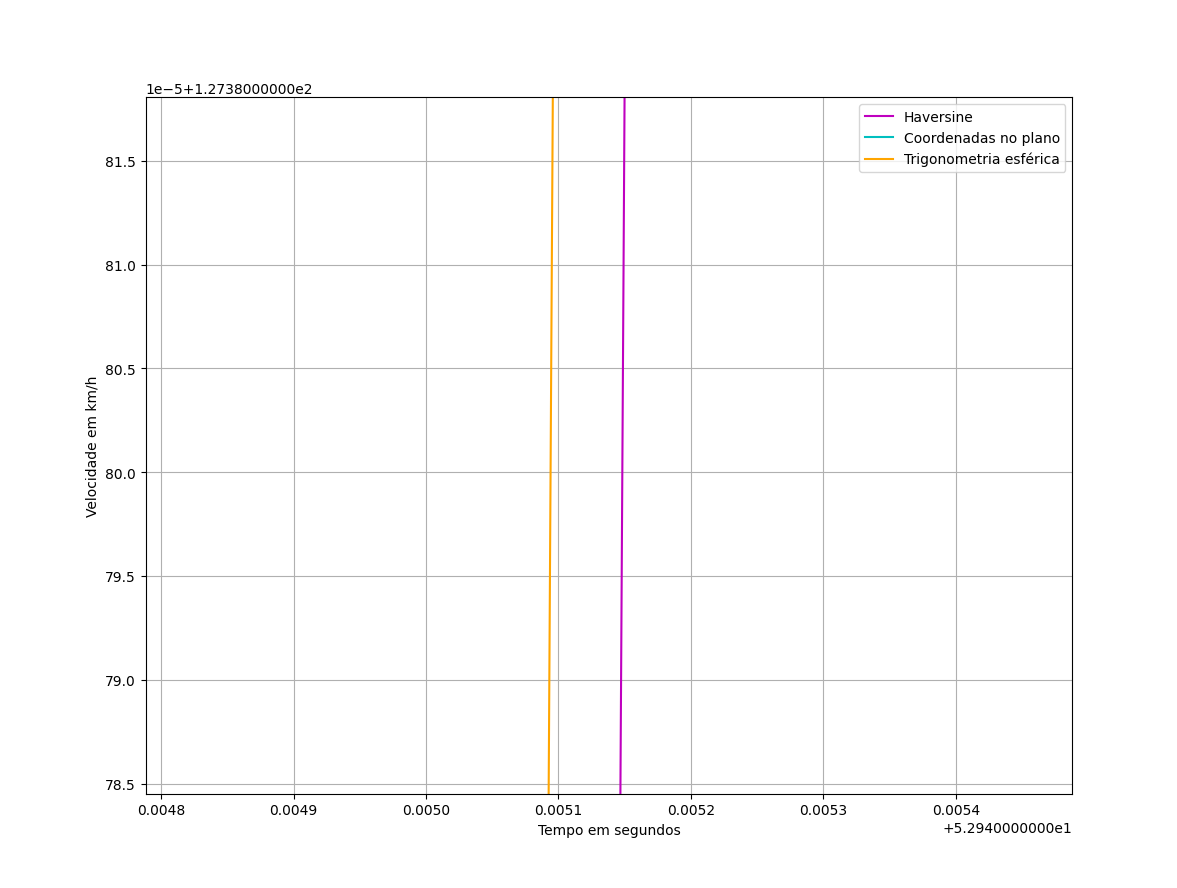 1e−5+1.2738000000e2
Haversine
Coordenadas no plano
Trigonometria esférica
81.5
81.0
80.5
80.0
79.5
79.0
78.5
Velocidade em km/h
0.0048 0.0049 0.0050 0.0051 0.0052 0.0053 0.0054
Tempo em segundos
+5.2940000000e1